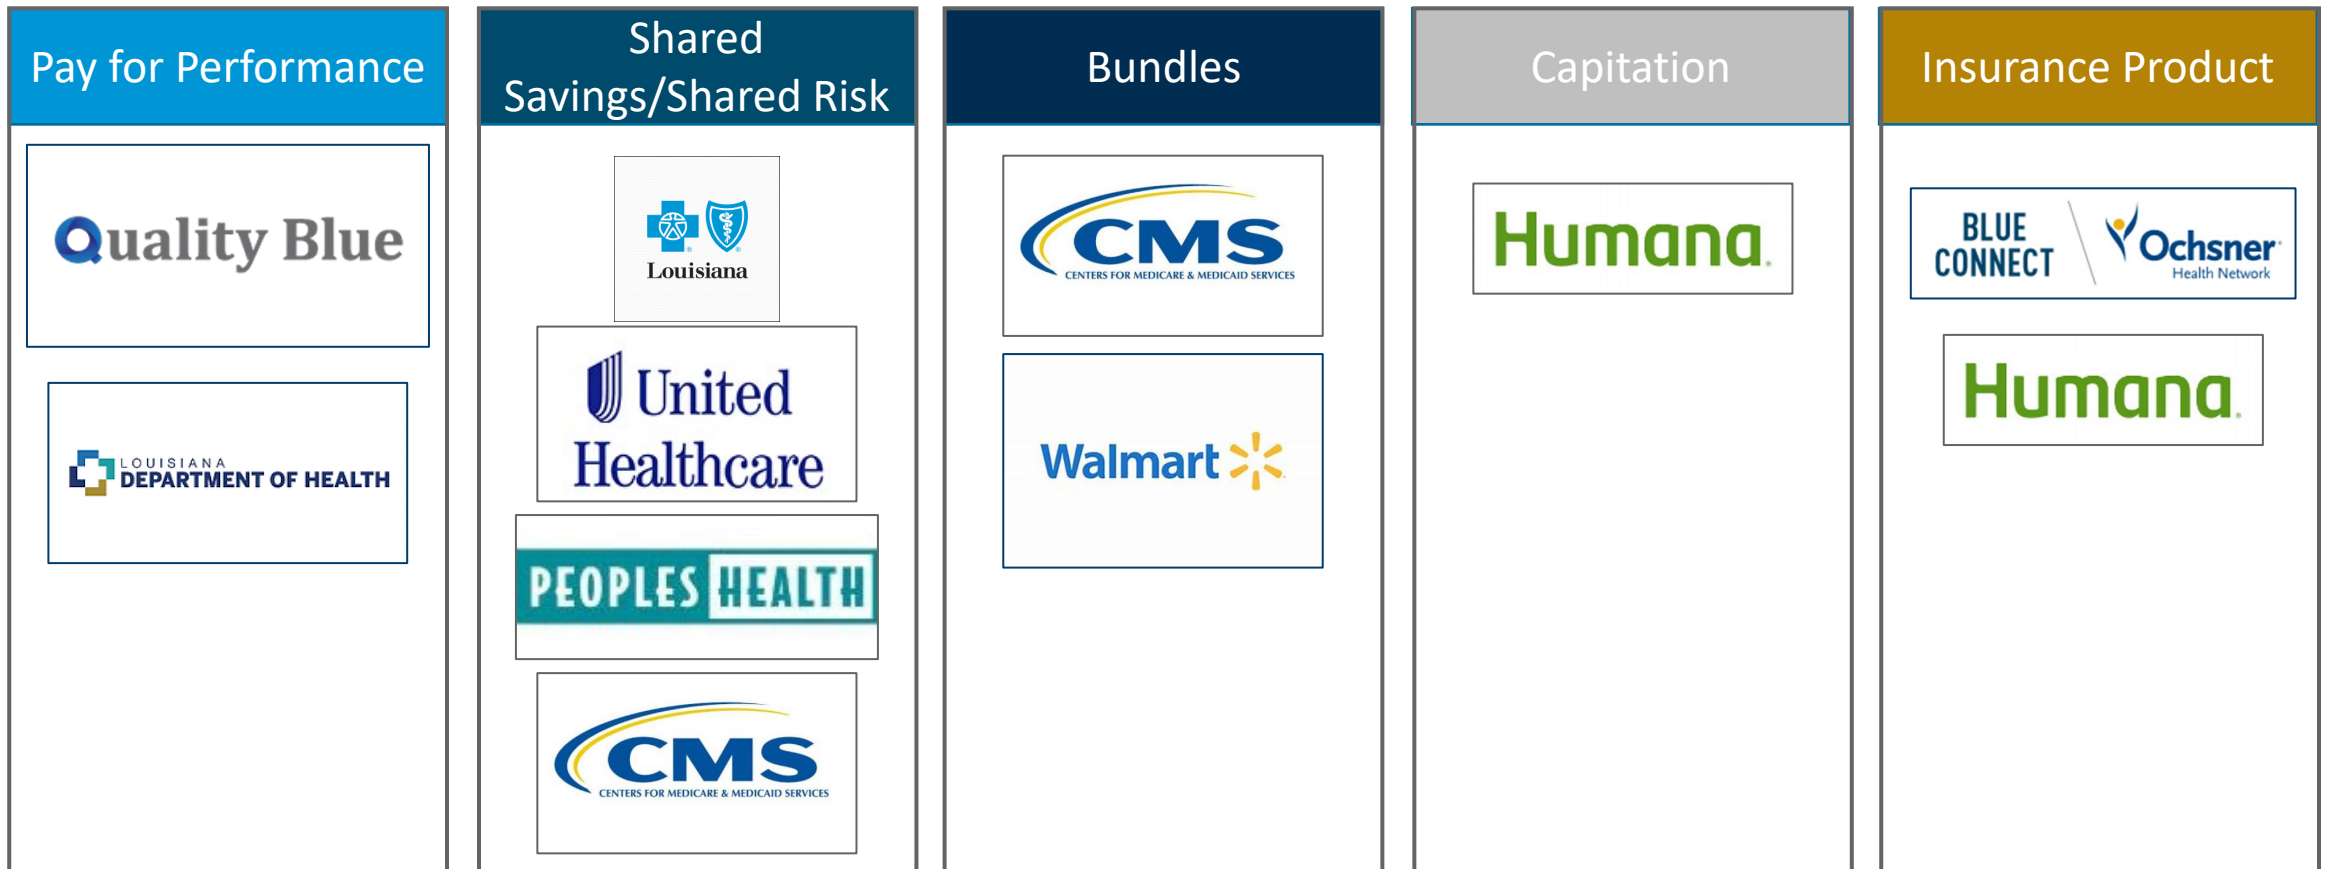 Pay for Performance
Quality Blue
LOUISIANA
DEPARTMENT OF HEALTH
Shared
Savings/Shared Risk
Louisiana
United
Healthcare
PEOPLES HEALTH
CMS
CENTERS FOR MEDICARE & MEDICAID SERVICES
Bundles
CMS
CENTERS FOR MEDICARE & MEDICAID SERVICES
Walmart
Capitation
Humana
Insurance Product
BLUE
CONNECT
Ochsner
Health Network
Humana